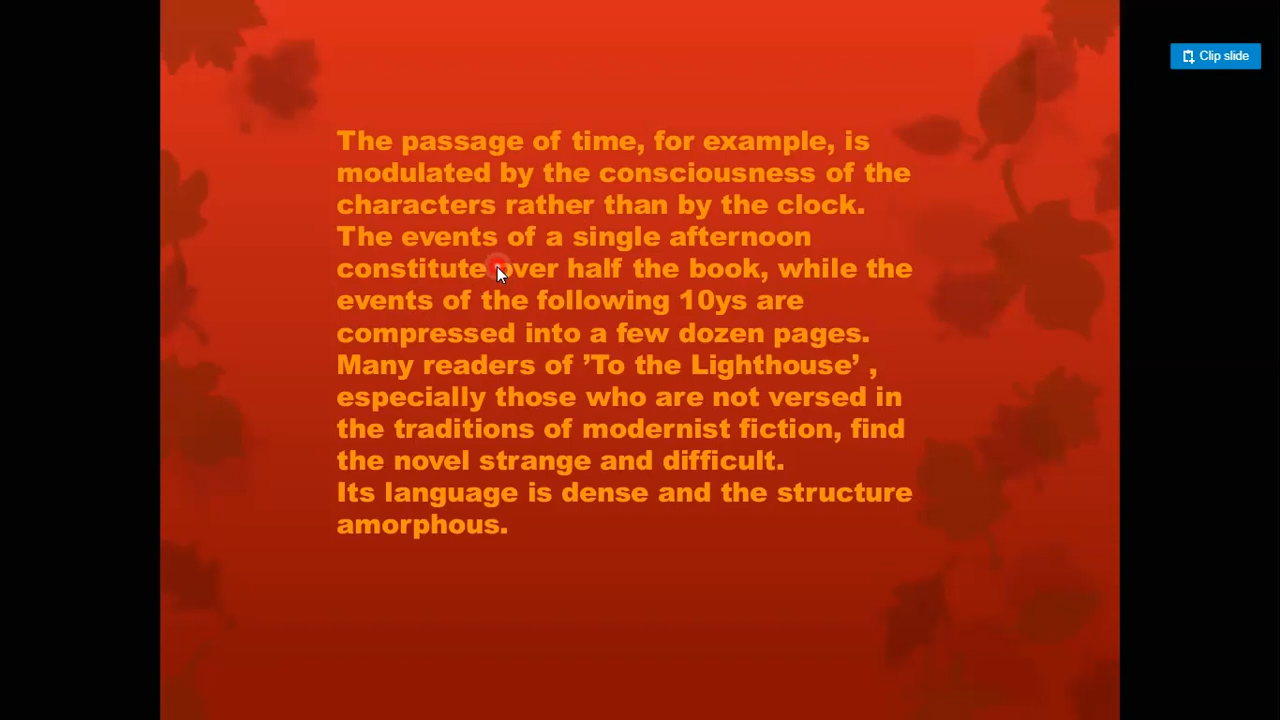 Clip slide
The passage of time, for example, is
modulated by the consciousness of the
characters rather than by the clock.
The events of a single afternoon
constitute over half the book, while the
events of the following 10ys are
compressed into a few dozen pages.
Many readers of ’To the Lighthouse’ ,
especially those who are not versed in
the traditions of modernist fiction, find
the novel strange and difficult.
Its language is dense and the structure
amorphous.